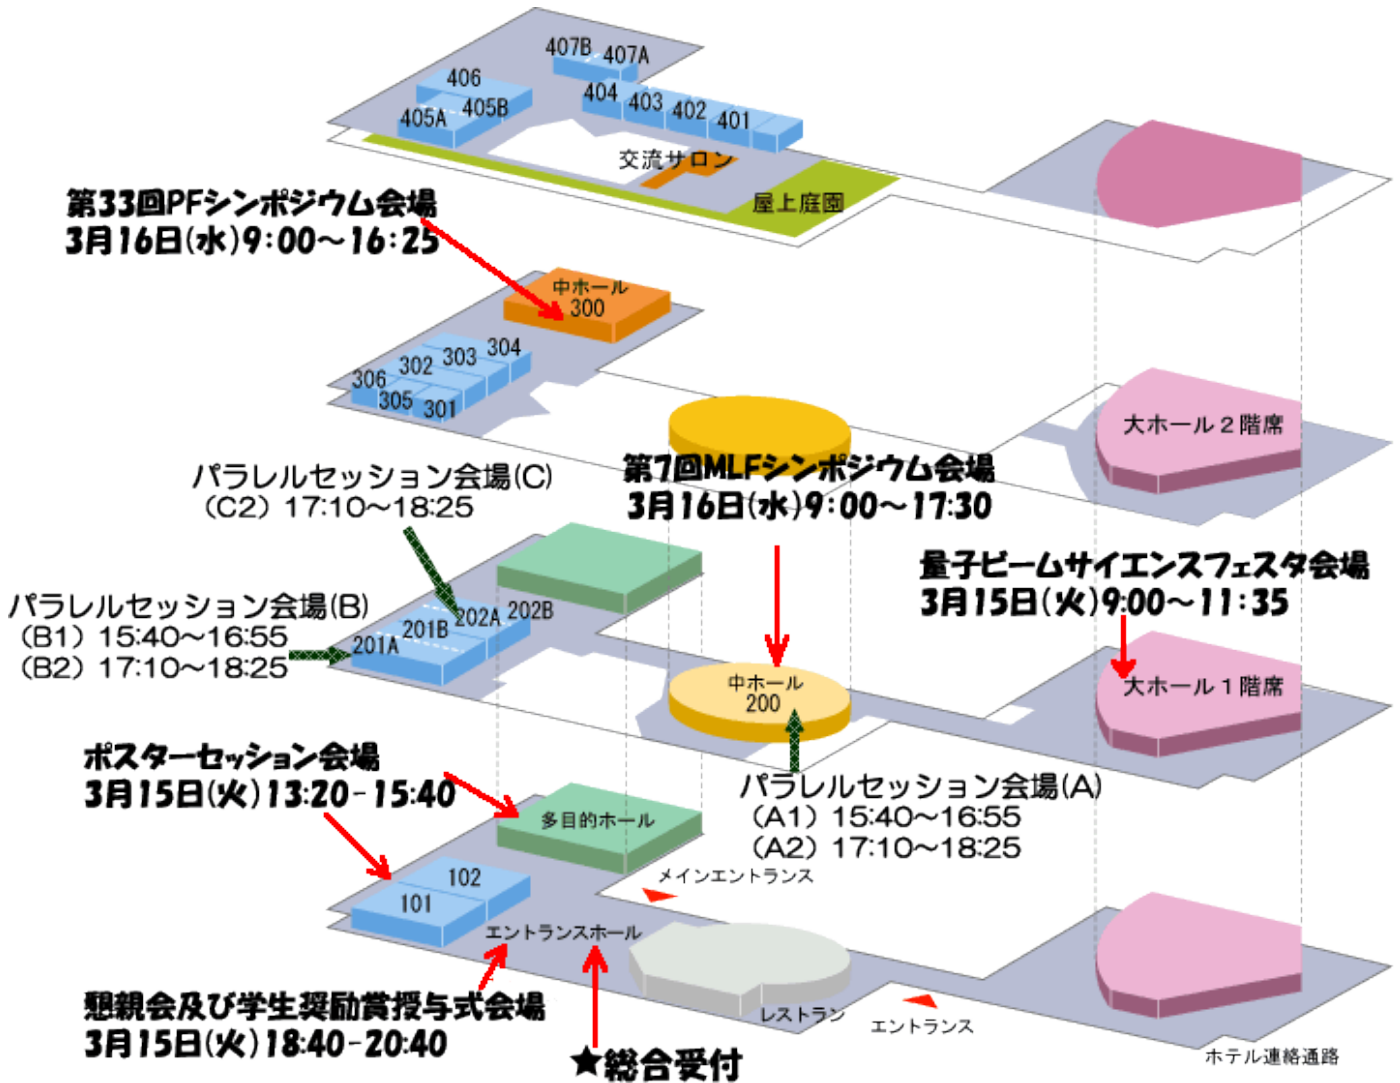 407B
407A
406
404
403
402
401
405B
405A
交流サロン
屋上庭園
第33回PFシンポジウム会場
3月16日(水)9:00～16:25
中ホール
300
304
303
302
306
305
301
大ホール2階席
パラレルセッション会場(C)
(C2) 17:10～18:25
第7回MLFシンポジウム会場
3月16日(水)9:00～17:30
量子ビームサイエンスフェスタ会場
3月15日(火)9:00～11:35
パラレルセッション会場(B)
(B1) 15:40～16:55
(B2) 17:10～18:25
202B
202A
201B
201A
中ホール
200
大ホール1階席
ポスターセッション会場
3月15日(火)13:20-15:40
パラレルセッション会場(A)
(A1) 15:40～16:55
(A2) 17:10～18:25
多目的ホール
メインエントランス
102
101
エントランスホール
懇親会及び学生奨励賞授与式会場
3月15日(火)18:40-20:40
レストラン
エントランス
★総合受付
ホテル連絡通路